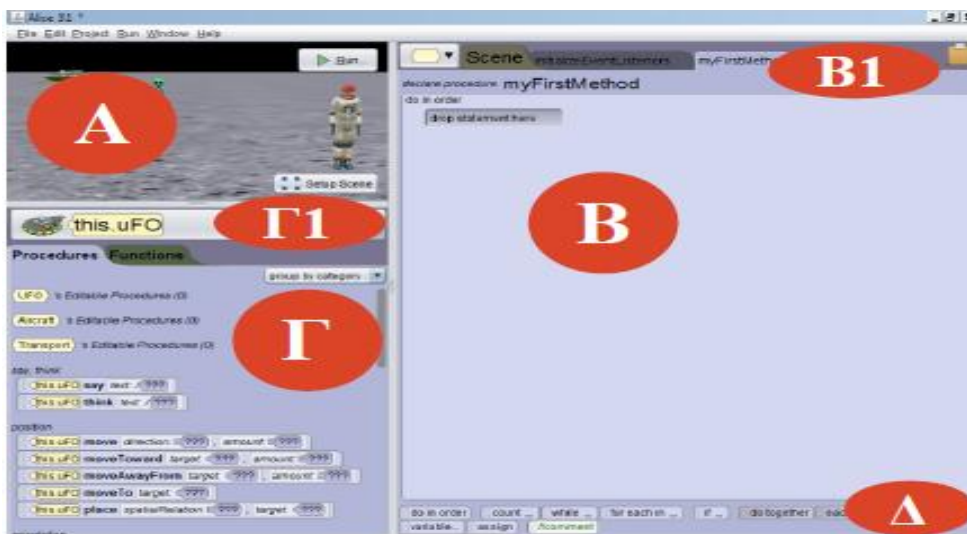 Alice 3.1 *
File Edit Project Run Window Help
Run
A
Setup Scene
this.uFO
Γ1
Procedures Functions
group by category
UFO 's Editable Procedures (0)
Aircraft 's Editable Procedures (0)
Transport 's Editable Procedures (0)
Γ
say, think
this.uFO say text ???
this.uFO think text ???
position
this.uFO move direction ???, amount ???
this.uFO moveToward target ???, amount ???
this.uFO moveAwayFrom target ???, amount ???
this.uFO moveTo target ???
this.uFO place spatialRelation ???, target ???
Scene initializeEventListeners myFirstMeth
B1
declare procedure myFirstMethod
do in order
drop statement here
B
do in order count while for each in if do together
variable... assign //comment
Δ